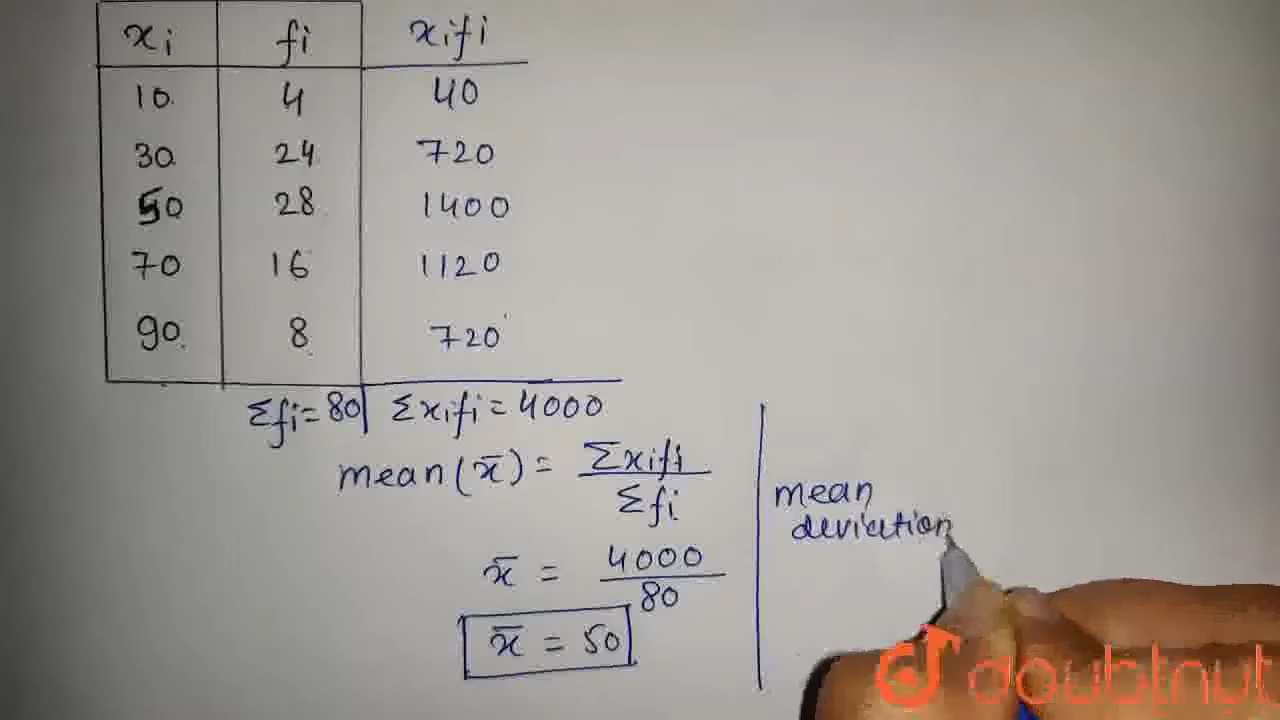 xi fi xifi
10 4 40
30 24 720
50 28 1400
70 16 1120
90 8 720
Σfi = 80 Σxifi = 4000
mean (x̄) = Σxifi
Σfi
x̄ = 4000
80
x̄ = 50
mean
deviation
doubtnut